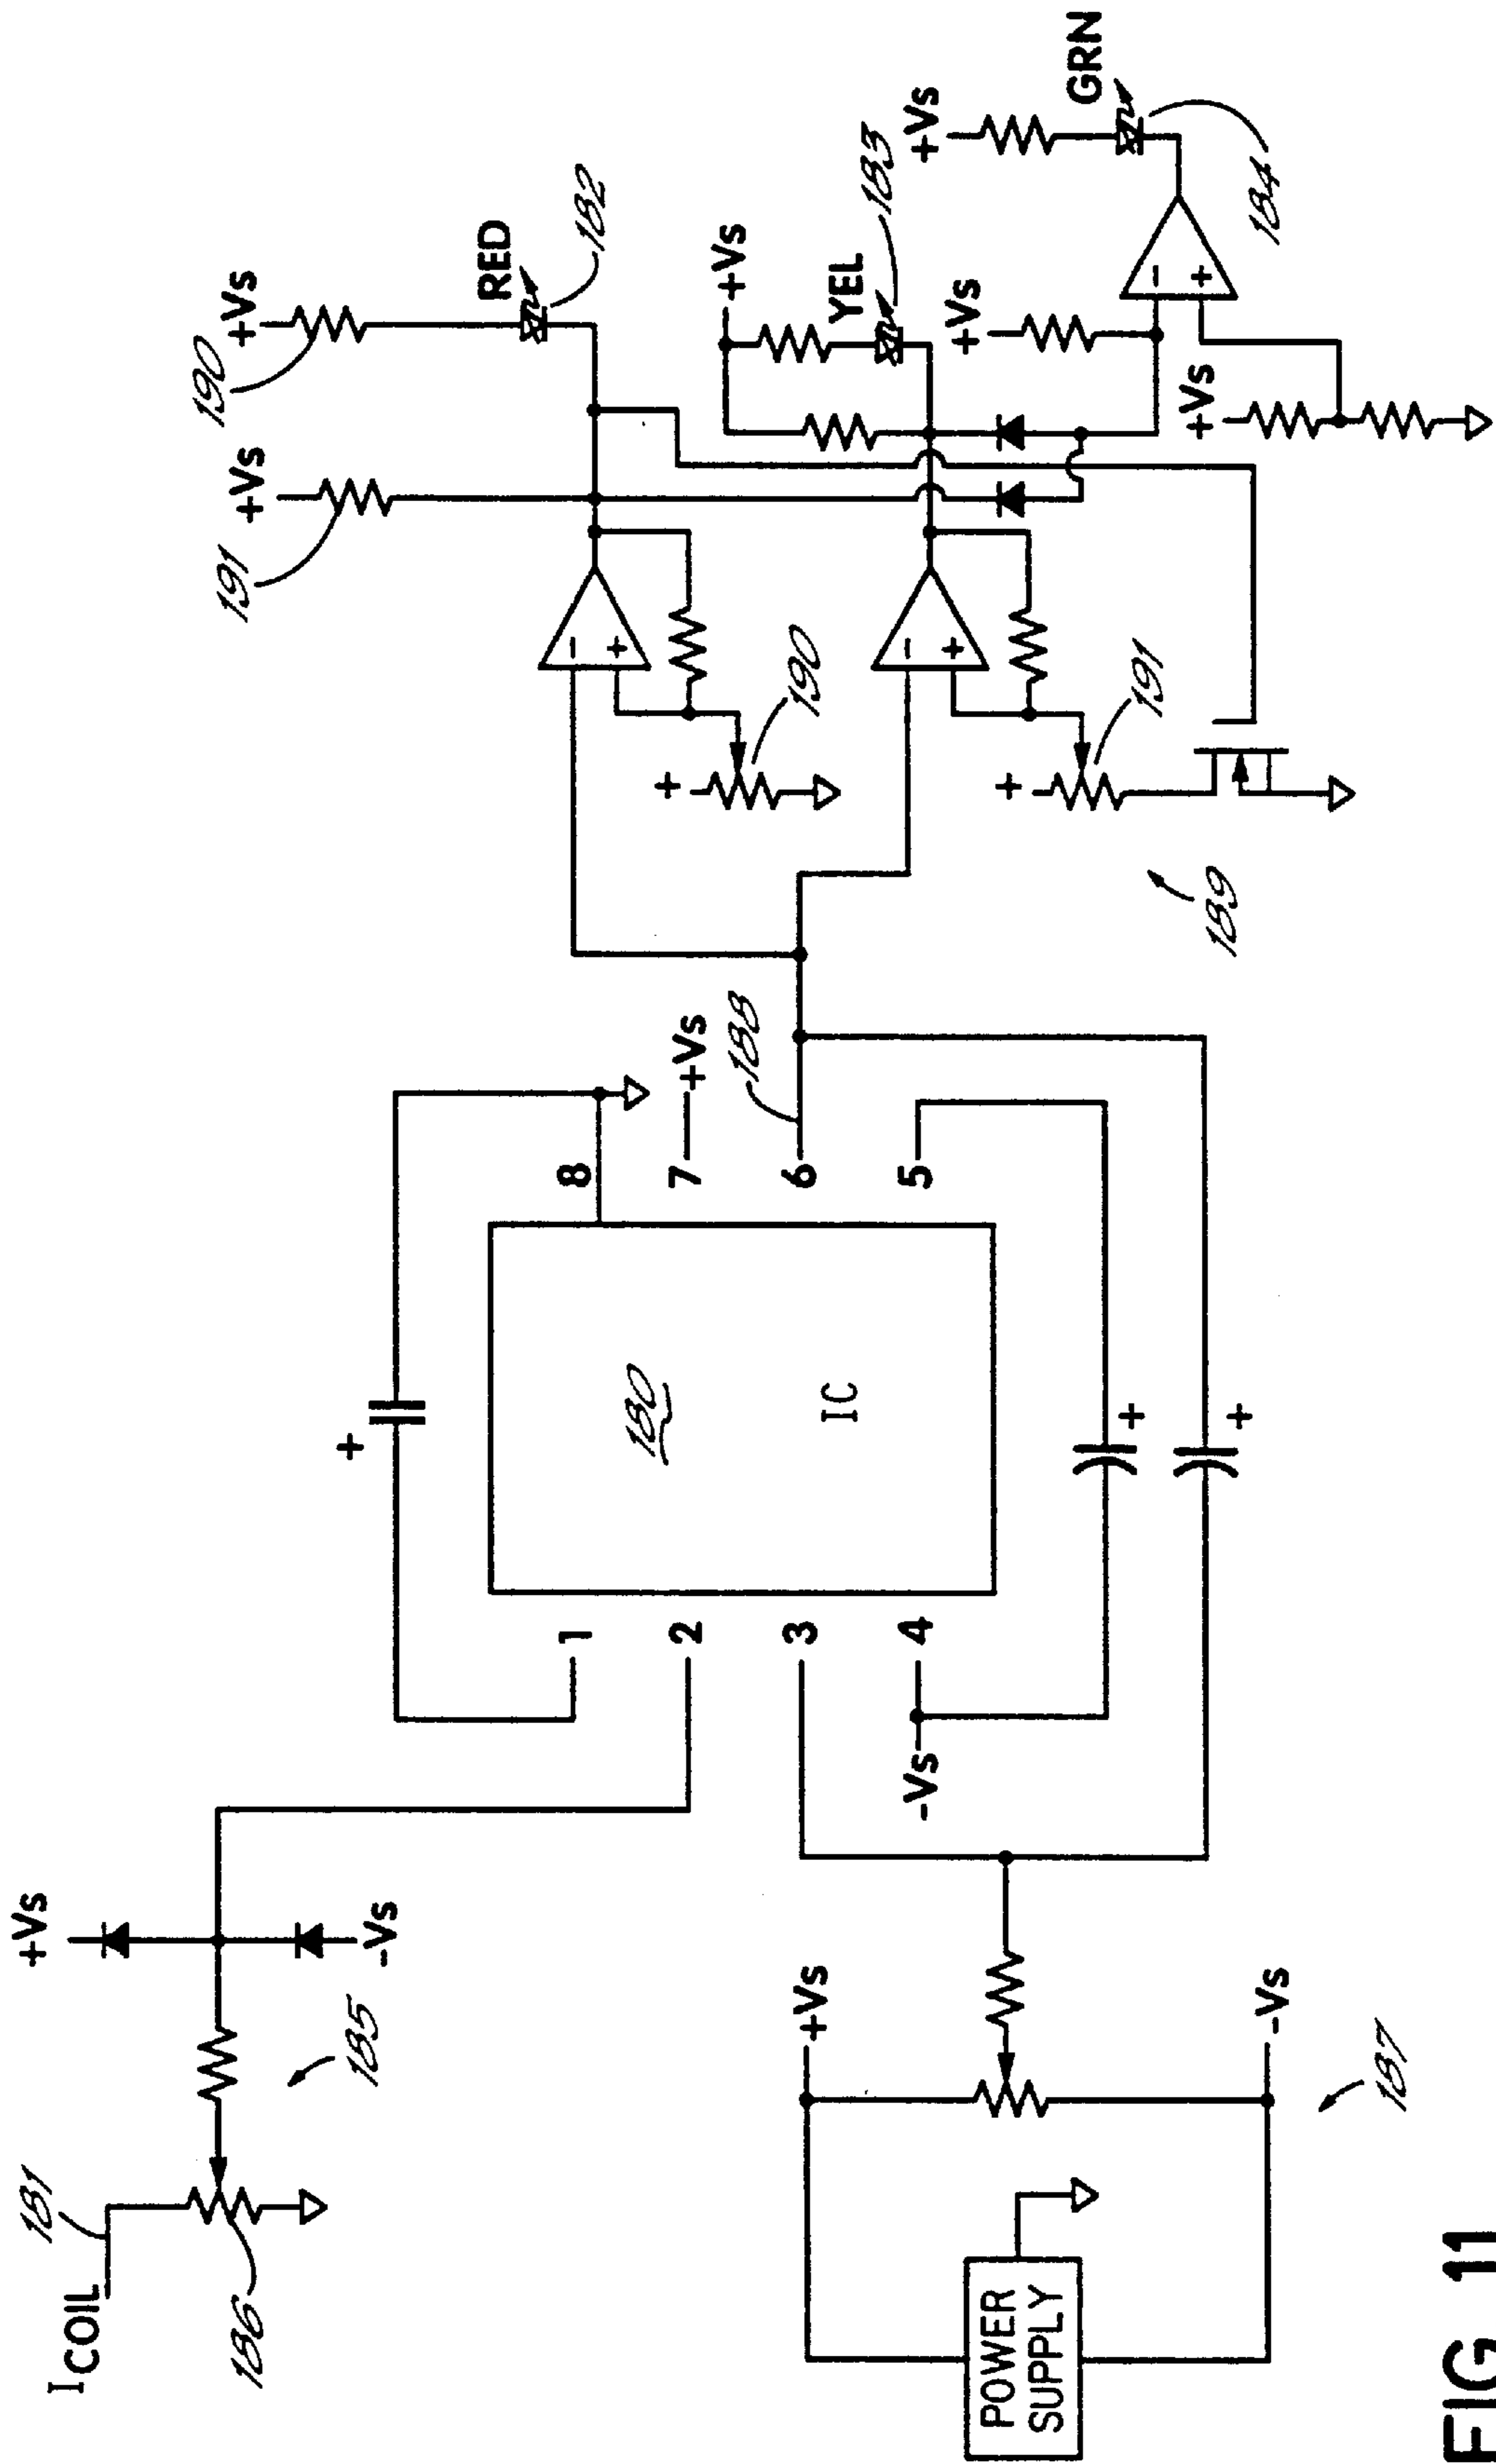 I COIL
181
186
185
+Vs
-Vs
POWER
SUPPLY
+Vs
-Vs
187
1
2
3
4
-Vs
+
180
IC
+
+
8
7
+Vs
6
188
5
190
+Vs
191
+Vs
RED
182
-
+
+
190
+Vs
YEL
183
-
+
+
191
189
+Vs
+Vs
-
+
+Vs
GRN
184
FIG 11